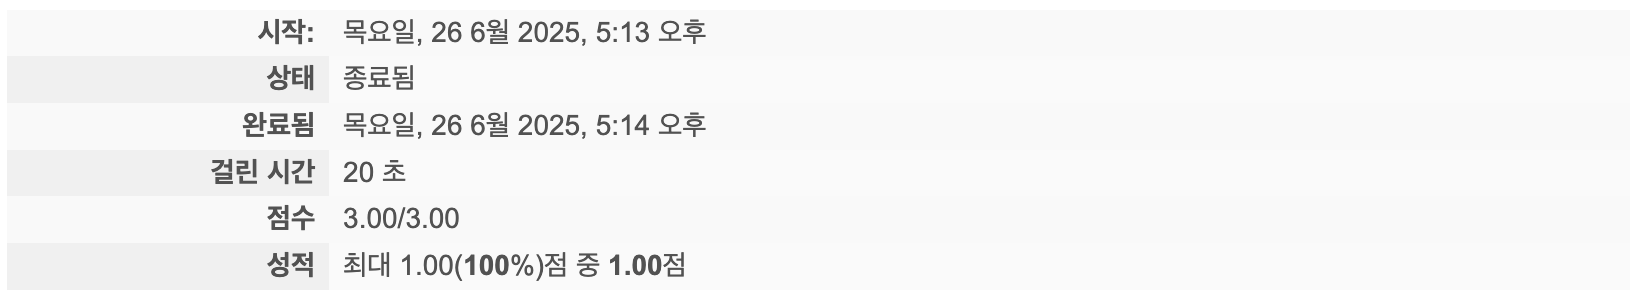 시작: 목요일, 26 6월 2025, 5:13 오후
상태 종료됨
완료됨 목요일, 26 6월 2025, 5:14 오후
걸린 시간 20 초
점수 3.00/3.00
성적 최대 1.00(100%)점 중 1.00점